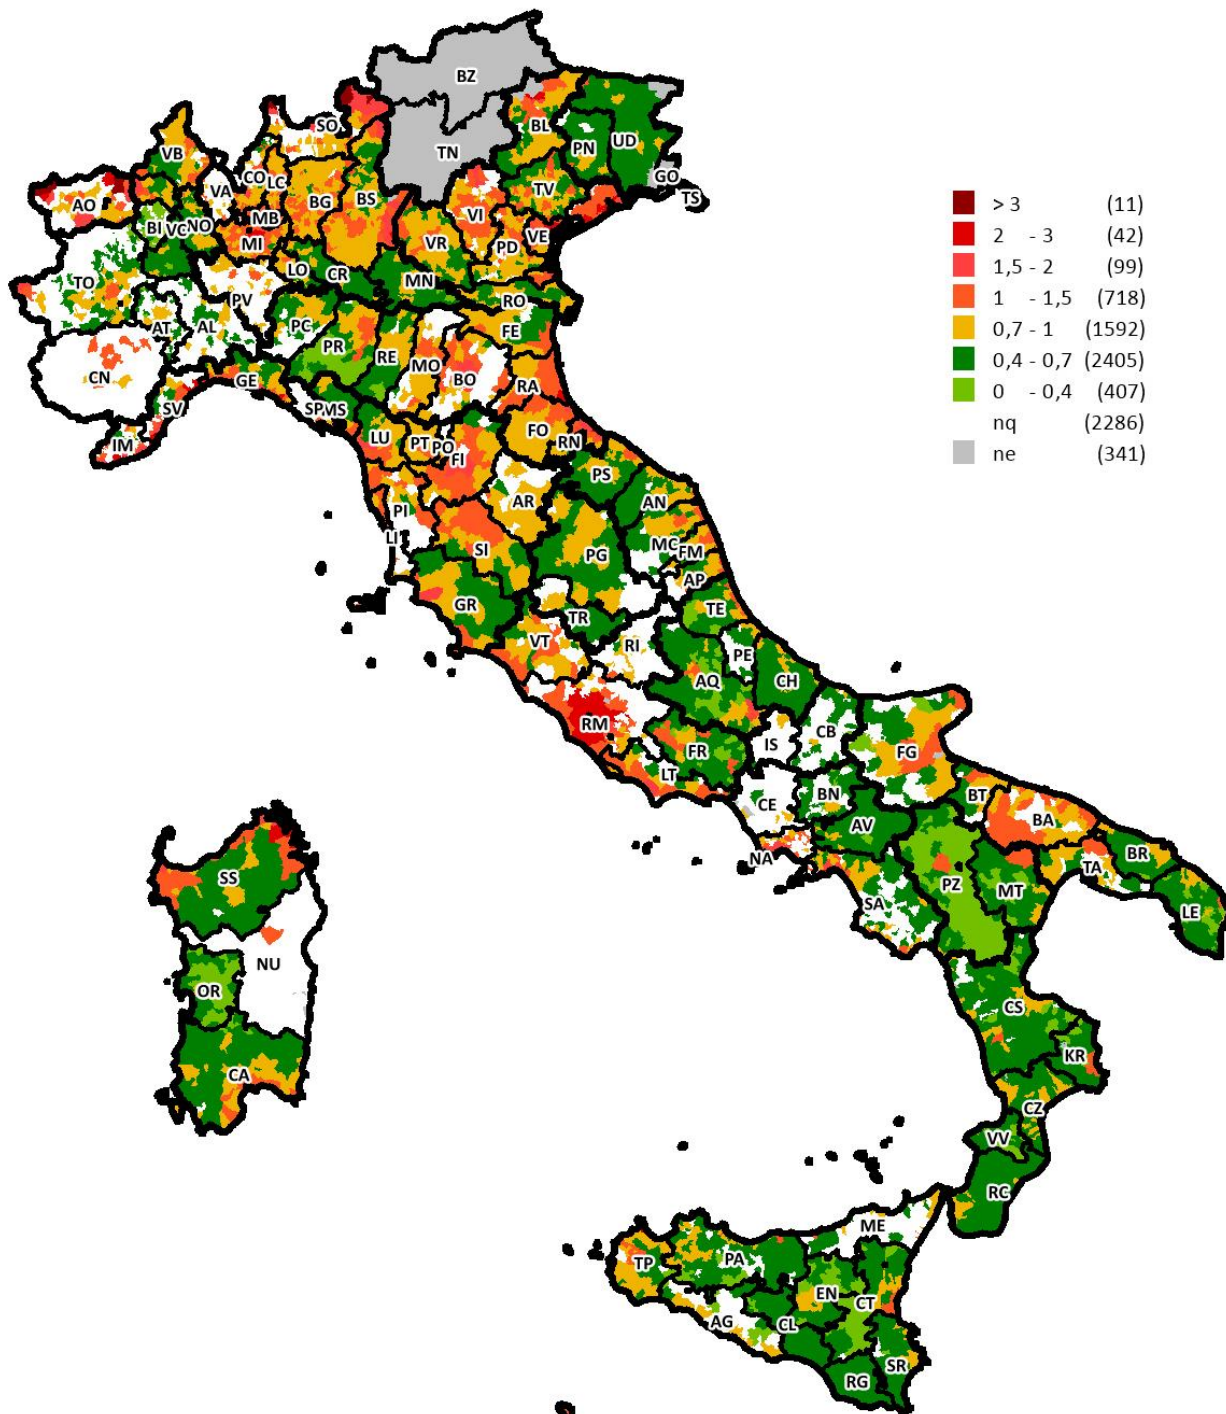 BZ
SO
TN
BL
PN
UD
VB
GO
TS
AO
VA
CO
LC
BG
BS
TV
BI
VC
NO
MB
MI
VI
VR
PD
VE
TO
LO
CR
MN
PV
RO
AT
AL
PC
PR
RE
MO
BO
FE
CN
GE
RA
SV
SP
MS
IM
LU
PT
PO
FI
FO
RN
PS
AR
AN
PI
LI
SI
PG
MC
FM
AP
GR
TR
TE
VT
RI
PE
AQ
CH
RM
FR
IS
CB
FG
LT
CE
BN
BT
BA
AV
NA
BR
TA
SS
SA
PZ
MT
LE
NU
OR
CS
CA
KR
CZ
VV
RC
ME
TP
PA
EN
CT
AG
CL
SR
RG
> 3 (11)
2 - 3 (42)
1,5 - 2 (99)
1 - 1,5 (718)
0,7 - 1 (1592)
0,4 - 0,7 (2405)
0 - 0,4 (407)
nq (2286)
ne (341)